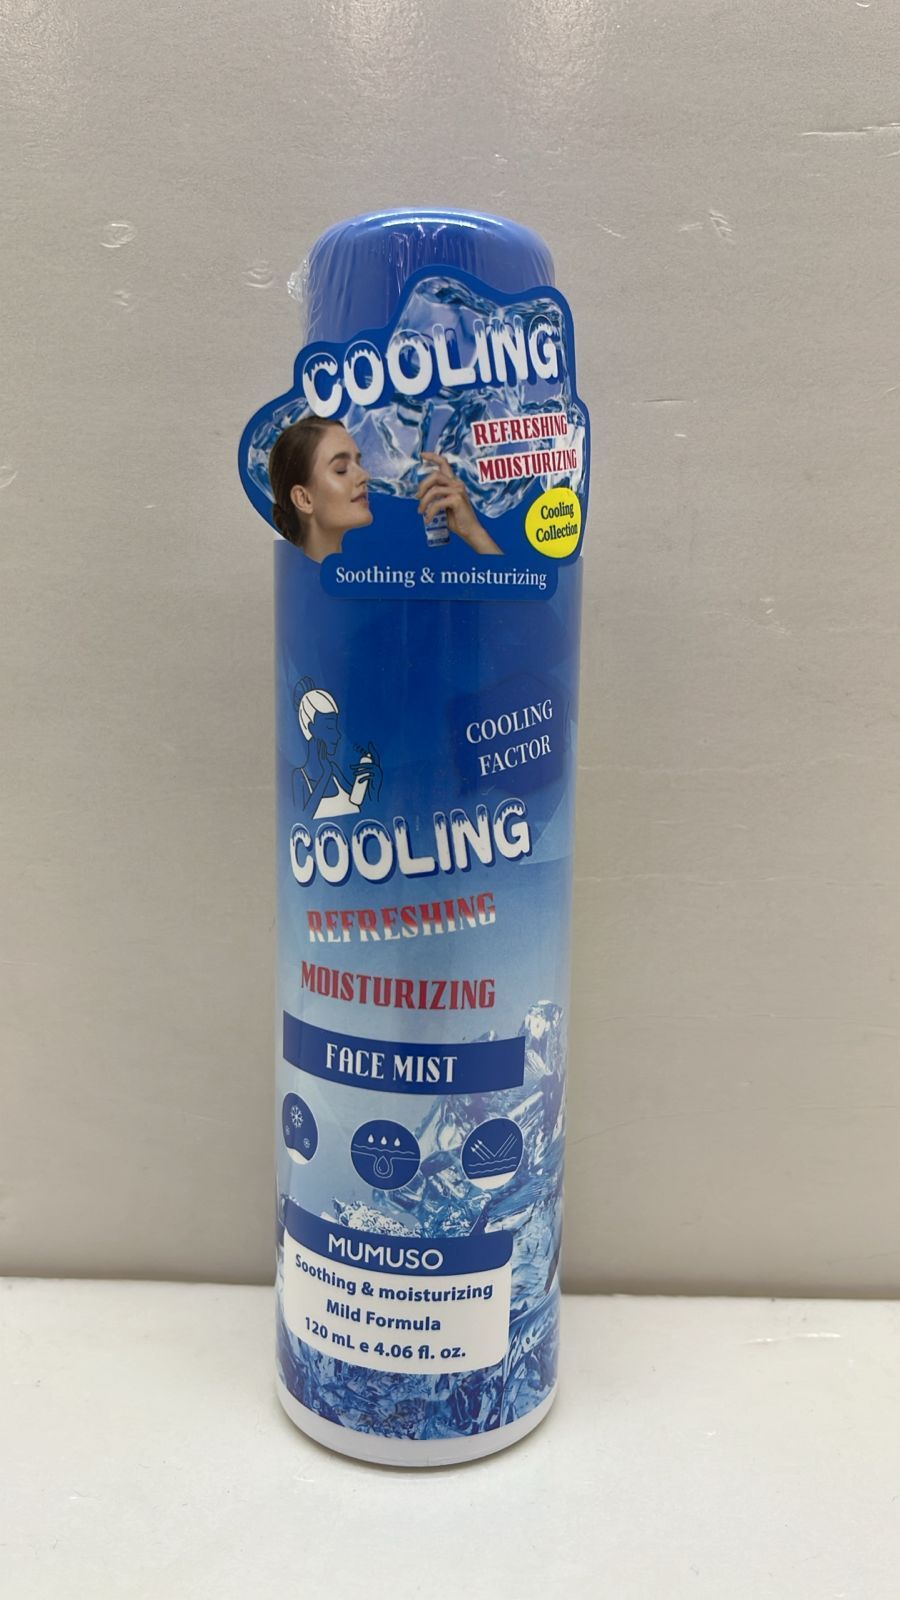 COOLING
REFRESHING
MOISTURIZING
Cooling
Collection
Soothing & moisturizing
COOLING
FACTOR
COOLING
REFRESHING
MOISTURIZING
FACE MIST
MUMUSO
Soothing & moisturizing
Mild Formula
120 mL e 4.06 fl. oz.